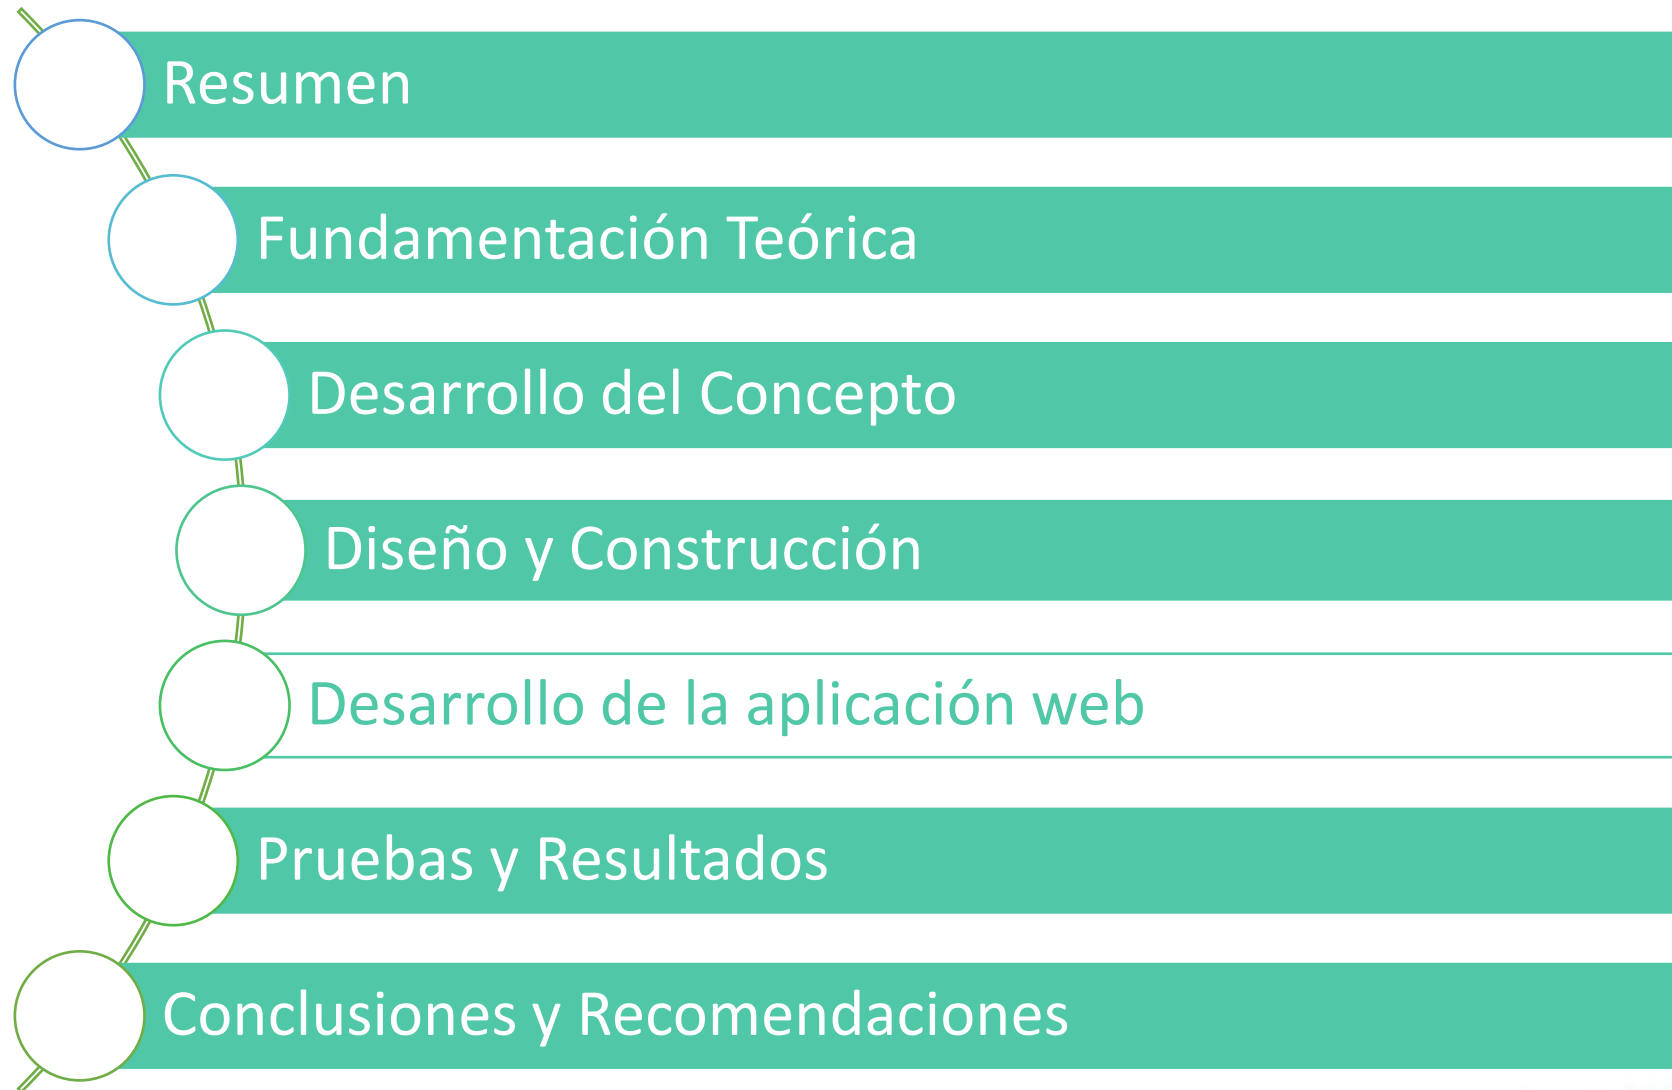 Resumen
Fundamentación Teórica
Desarrollo del Concepto
Diseño y Construcción
Desarrollo de la aplicación web
Pruebas y Resultados
Conclusiones y Recomendaciones